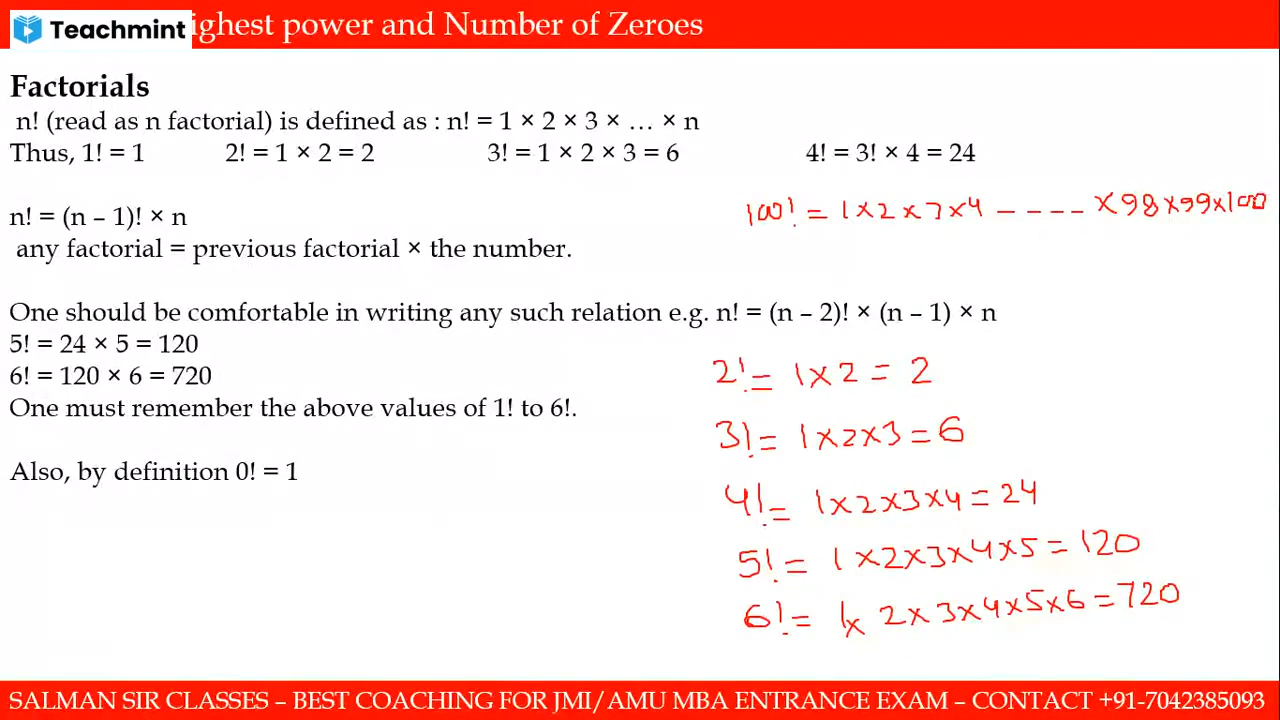 Teachmint
ighest power and Number of Zeroes
Factorials
n! (read as n factorial) is defined as : n! = 1 × 2 × 3 × … × n
Thus, 1! = 1 2! = 1 × 2 = 2 3! = 1 × 2 × 3 = 6 4! = 3! × 4 = 24
100! = 1 × 2 × 3 × 4 ---- × 98 × 99 × 100
n! = (n – 1)! × n
any factorial = previous factorial × the number.
One should be comfortable in writing any such relation e.g. n! = (n – 2)! × (n – 1) × n
5! = 24 × 5 = 120
6! = 120 × 6 = 720
One must remember the above values of 1! to 6!.
Also, by definition 0! = 1
2! = 1 × 2 = 2
3! = 1 × 2 × 3 = 6
4! = 1 × 2 × 3 × 4 = 24
5! = 1 × 2 × 3 × 4 × 5 = 120
6! = 1 × 2 × 3 × 4 × 5 × 6 = 720
SALMAN SIR CLASSES – BEST COACHING FOR JMI/AMU MBA ENTRANCE EXAM – CONTACT +91-7042385093